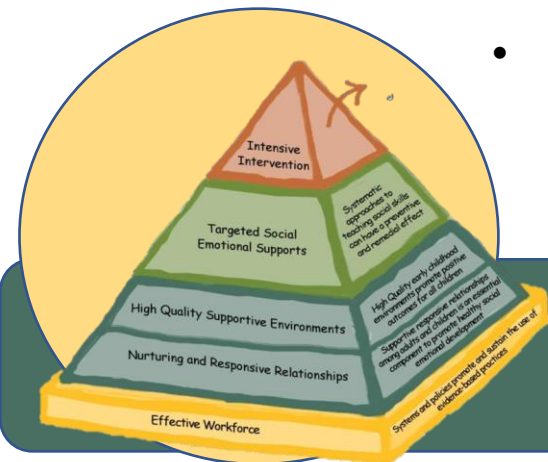 Intensive
Intervention
Targeted Social
Emotional Supports
Systematic
approaches to
teaching social skills
can have a preventive
and remedial effect
High Quality Supportive Environments
High Quality early childhood
environments promote positive
outcomes for all children
Nurturing and Responsive Relationships
Supportive responsive relationships
among adults and children is an essential
component to promote healthy social
emotional development
Effective Workforce
Systems and policies promote and sustain the use of
evidence-based practices